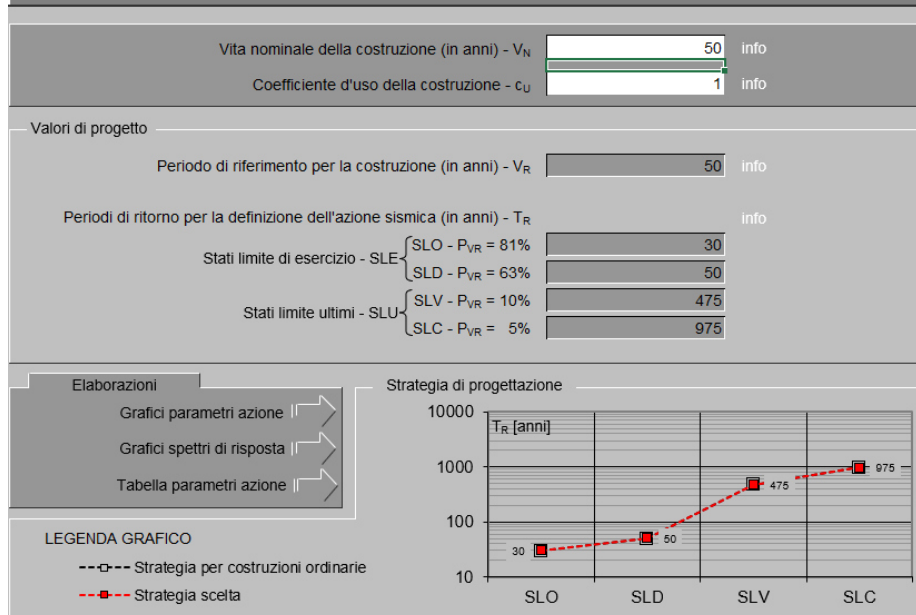 Vita nominale della costruzione (in anni) - VN 50 info
Coefficiente d'uso della costruzione - cU 1 info
Valori di progetto
Periodo di riferimento per la costruzione (in anni) - VR 50 info
Periodi di ritorno per la definizione dell'azione sismica (in anni) - TR info
Stati limite di esercizio - SLE
SLO - PVR = 81% 30
SLD - PVR = 63% 50
Stati limite ultimi - SLU
SLV - PVR = 10% 475
SLC - PVR = 5% 975
Elaborazioni
Grafici parametri azione
Grafici spettri di risposta
Tabella parametri azione
LEGENDA GRAFICO
Strategia per costruzioni ordinarie
Strategia scelta
Strategia di progettazione
TR [anni]
10000
1000
100
10
30
50
475
975
SLO SLD SLV SLC